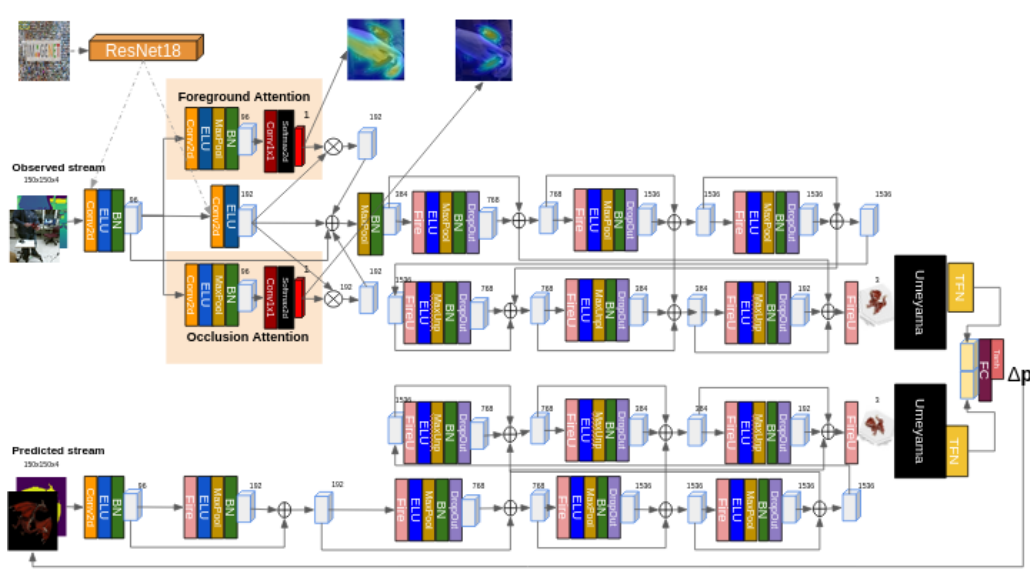 IMAGENET
ResNet18
Foreground Attention
Conv2d
ELU
MaxPool
BN
96
Conv1x1
Softmax2d
1
192
Observed stream
150x150x4
Conv2d
ELU
BN
96
Conv2d
ELU
192
MaxPool
BN
384
Fire
ELU
MaxPool
BN
DropOut
768
768
Fire
ELU
MaxPool
BN
DropOut
1536
1536
Fire
ELU
MaxPool
BN
DropOut
1536
Conv2d
ELU
MaxPool
BN
96
Conv1x1
Softmax2d
1
192
192
Occlusion Attention
1536
FireU
ELU
MaxUnp
BN
DropOut
768
768
FireU
ELU
MaxUnpl
BN
DropOut
384
384
FireU
ELU
MaxUnp
BN
DropOut
192
FireU
3
Umeyama
TFN
FC
Tanh
Δp
1536
FireU
ELU
MaxUnp
BN
DropOut
768
768
FireU
ELU
MaxUnp
BN
DropOut
384
384
FireU
ELU
MaxUnp
BN
DropOut
192
FireU
3
Umeyama
TFN
Predicted stream
150x150x4
Conv2d
ELU
BN
96
Fire
ELU
MaxPool
BN
192
192
Fire
ELU
MaxPool
BN
DropOut
768
768
Fire
ELU
MaxPool
BN
DropOut
1536
1536
Fire
ELU
MaxPool
BN
DropOut
1536
1536